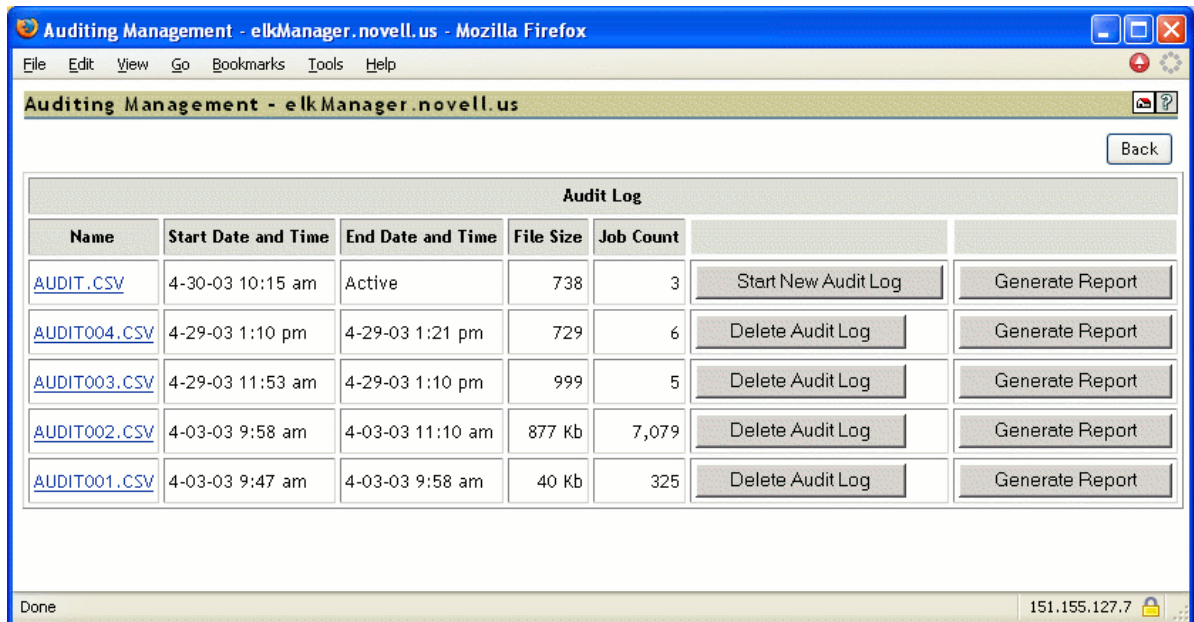 Auditing Management - elkManager.novell.us - Mozilla Firefox
File Edit View Go Bookmarks Tools Help
Auditing Management - elkManager.novell.us
?
Back
Audit Log
Name Start Date and Time End Date and Time File Size Job Count
AUDIT.CSV 4-30-03 10:15 am Active 738 3 Start New Audit Log Generate Report
AUDIT004.CSV 4-29-03 1:10 pm 4-29-03 1:21 pm 729 6 Delete Audit Log Generate Report
AUDIT003.CSV 4-29-03 11:53 am 4-29-03 1:10 pm 999 5 Delete Audit Log Generate Report
AUDIT002.CSV 4-03-03 9:58 am 4-03-03 11:10 am 877 Kb 7,079 Delete Audit Log Generate Report
AUDIT001.CSV 4-03-03 9:47 am 4-03-03 9:58 am 40 Kb 325 Delete Audit Log Generate Report
Done 151.155.127.7